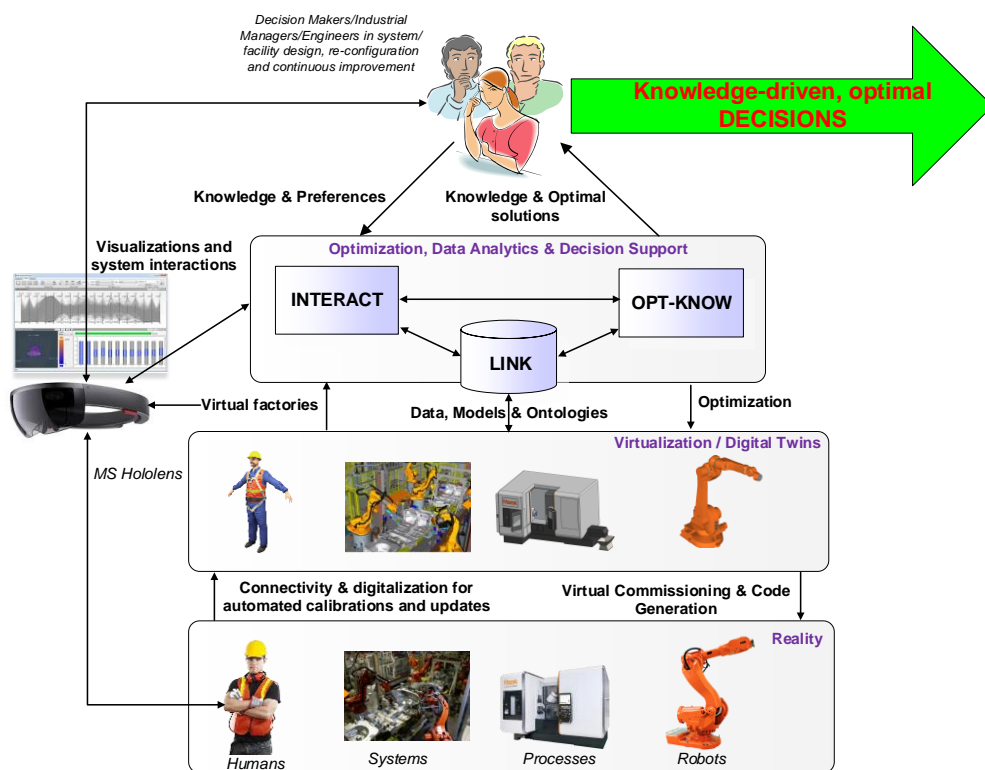 Decision Makers/Industrial
Managers/Engineers in system/
facility design, re-configuration
and continuous improvement
Knowledge-driven, optimal
DECISIONS
Knowledge & Preferences
Knowledge & Optimal
solutions
Visualizations and
system interactions
Optimization, Data Analytics & Decision Support
INTERACT
OPT-KNOW
LINK
Virtual factories
Data, Models & Ontologies
Optimization
MS Hololens
Virtualization / Digital Twins
Connectivity & digitalization for
automated calibrations and updates
Virtual Commissioning & Code
Generation
Reality
Humans
Systems
Processes
Robots